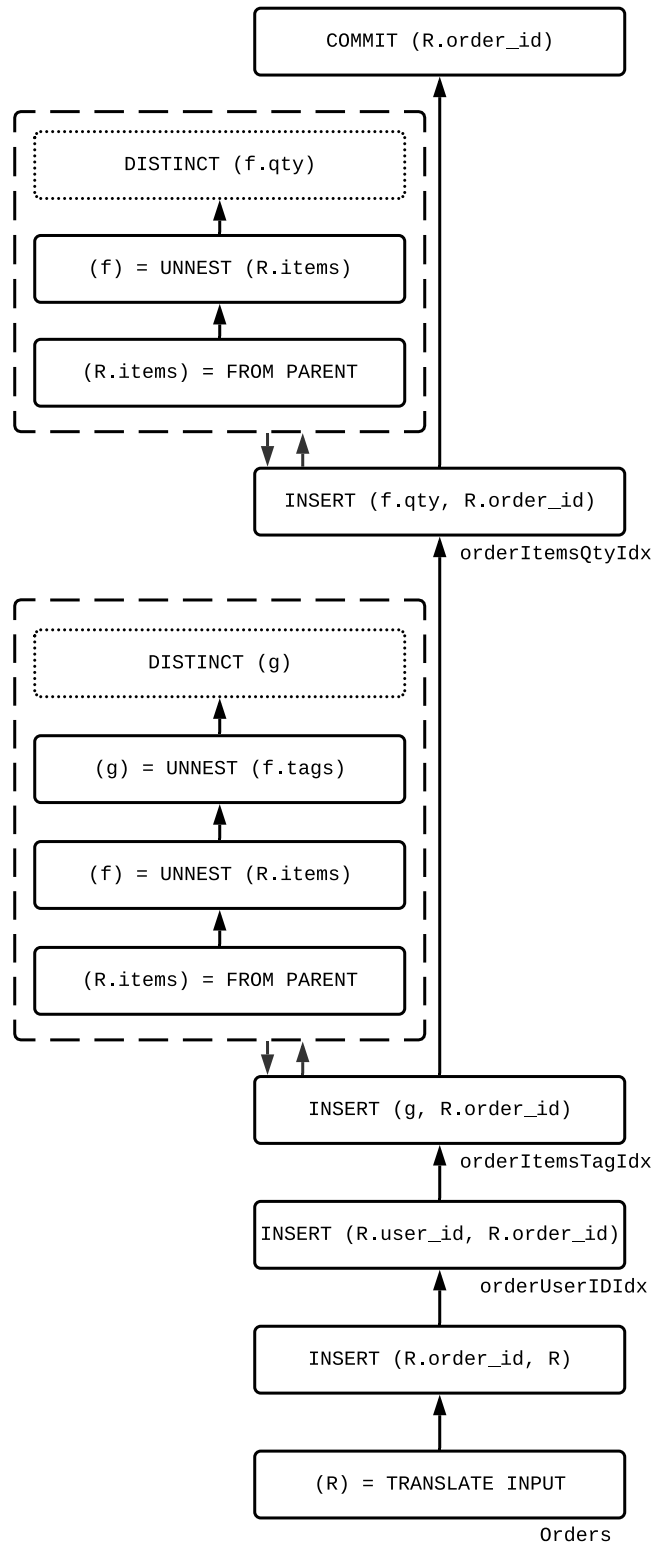 COMMIT (R.order_id)
DISTINCT (f.qty)
(f) = UNNEST (R.items)
(R.items) = FROM PARENT
INSERT (f.qty, R.order_id)
orderItemsQtyIdx
DISTINCT (g)
(g) = UNNEST (f.tags)
(f) = UNNEST (R.items)
(R.items) = FROM PARENT
INSERT (g, R.order_id)
orderItemsTagIdx
INSERT (R.user_id, R.order_id)
orderUserIDIdx
INSERT (R.order_id, R)
(R) = TRANSLATE INPUT
Orders